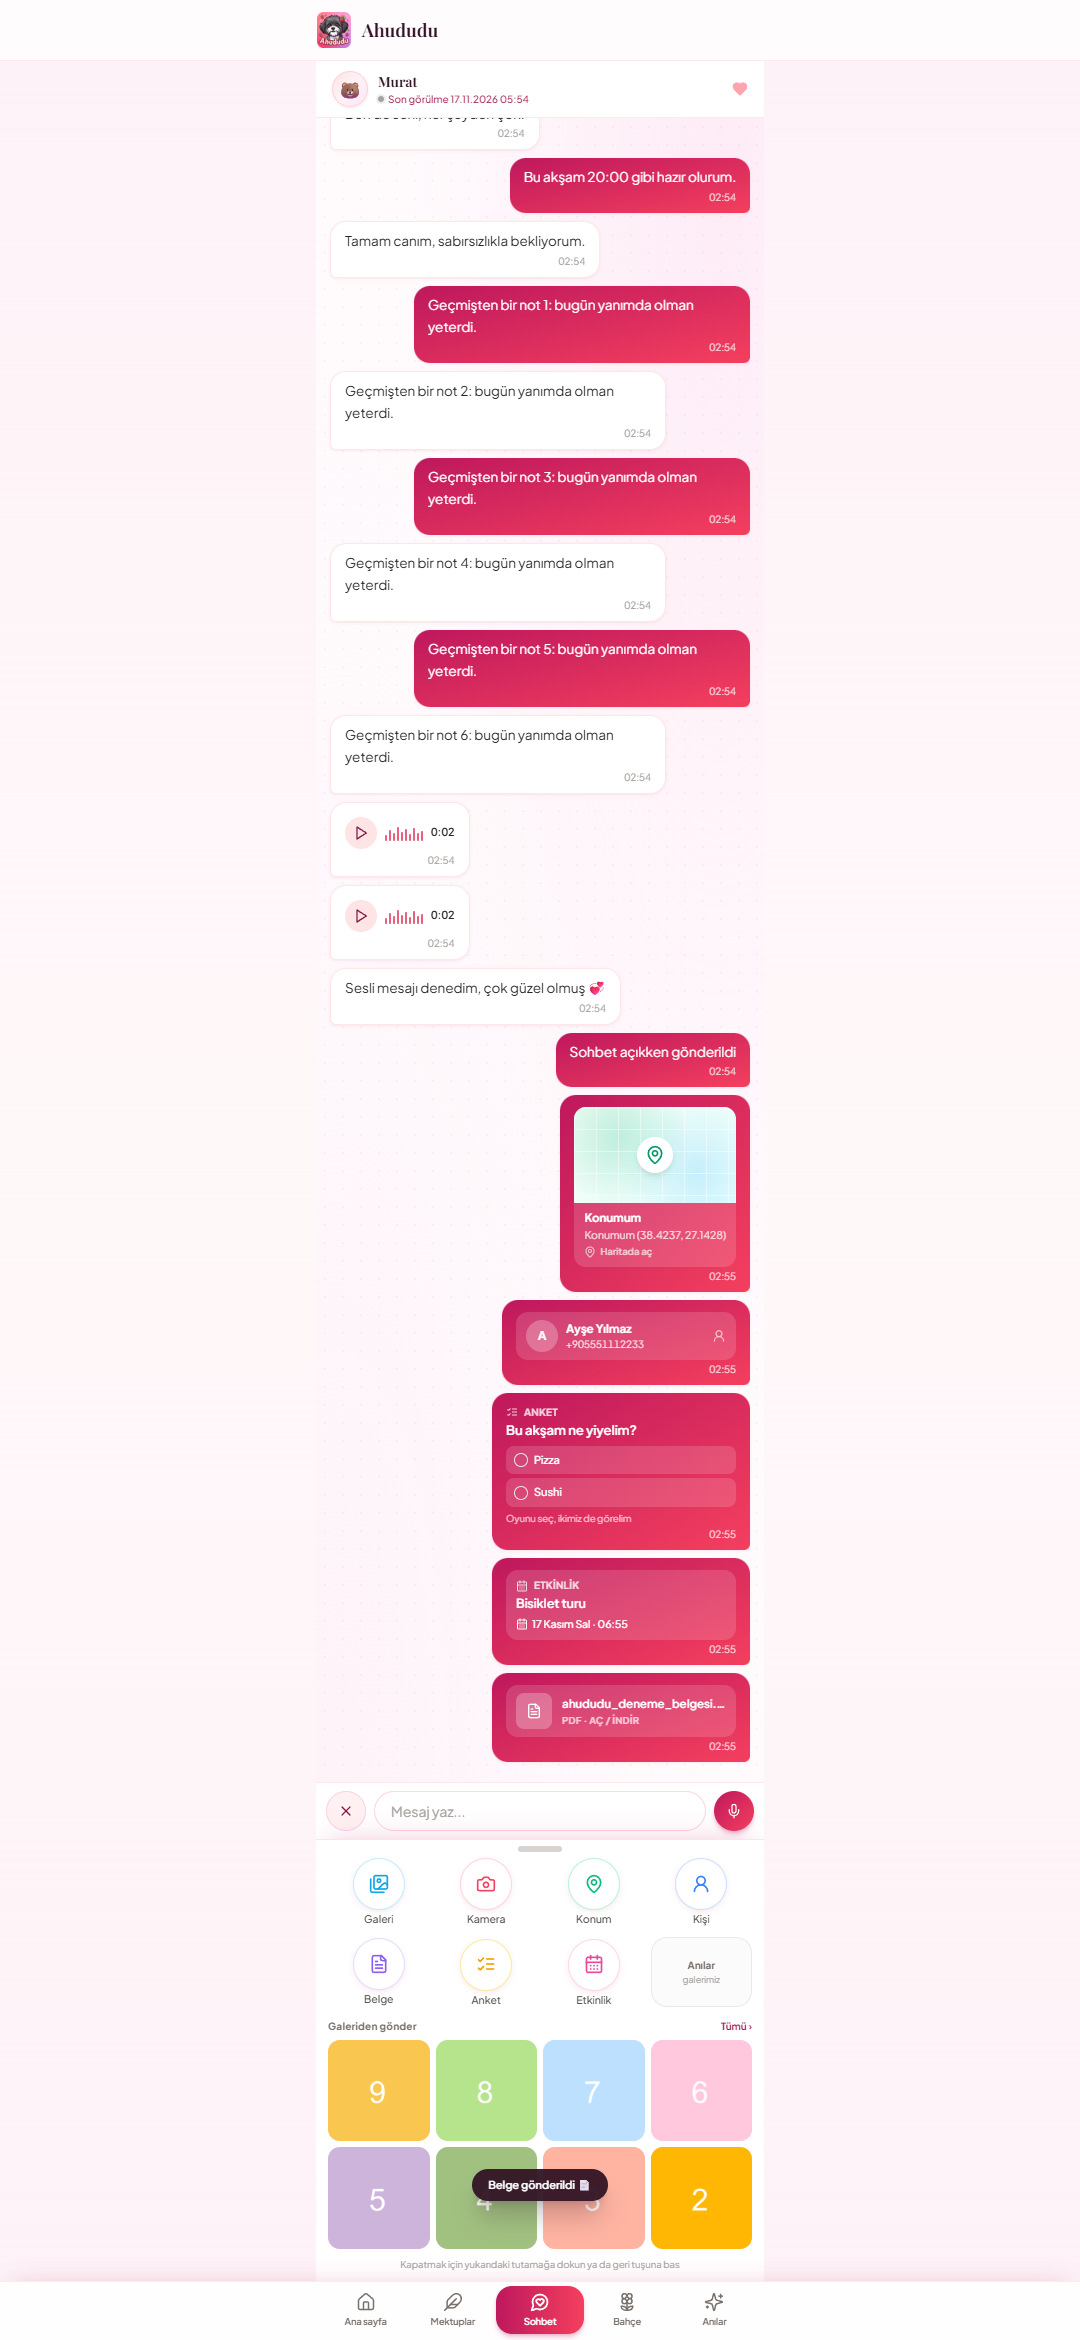 Ahududu
Ahududu
Murat
Son görülme 17.11.2026 05:54
02:54
Bu akşam 20:00 gibi hazır olurum.
02:54
Tamam canım, sabırsızlıkla bekliyorum.
02:54
Geçmişten bir not 1: bugün yanımda olman
yeterdi.
02:54
Geçmişten bir not 2: bugün yanımda olman
yeterdi.
02:54
Geçmişten bir not 3: bugün yanımda olman
yeterdi.
02:54
Geçmişten bir not 4: bugün yanımda olman
yeterdi.
02:54
Geçmişten bir not 5: bugün yanımda olman
yeterdi.
02:54
Geçmişten bir not 6: bugün yanımda olman
yeterdi.
02:54
0:02
02:54
0:02
02:54
Sesli mesajı denedim, çok güzel olmuş 💞
02:54
Sohbet açıkken gönderildi
02:54
Konumum
Konumum (38.4237, 27.1428)
Haritada aç
02:55
A
Ayşe Yılmaz
+905551112233
02:55
ANKET
Bu akşam ne yiyelim?
Pizza
Sushi
Oyunu seç, ikimiz de görelim
02:55
ETKİNLİK
Bisiklet turu
17 Kasım Sal · 06:55
02:55
ahududu_deneme_belgesi....
PDF · AÇ / İNDİR
02:55
Mesaj yaz...
Galeri
Kamera
Konum
Kişi
Belge
Anket
Etkinlik
Anılar
galerimiz
Galeriden gönder
Tümü ›
9
8
7
6
5
4
3
2
Belge gönderildi
Kapatmak için yukarıdaki tutamağa dokun ya da geri tuşuna bas
Ana sayfa
Mektuplar
Sohbet
Bahçe
Anılar